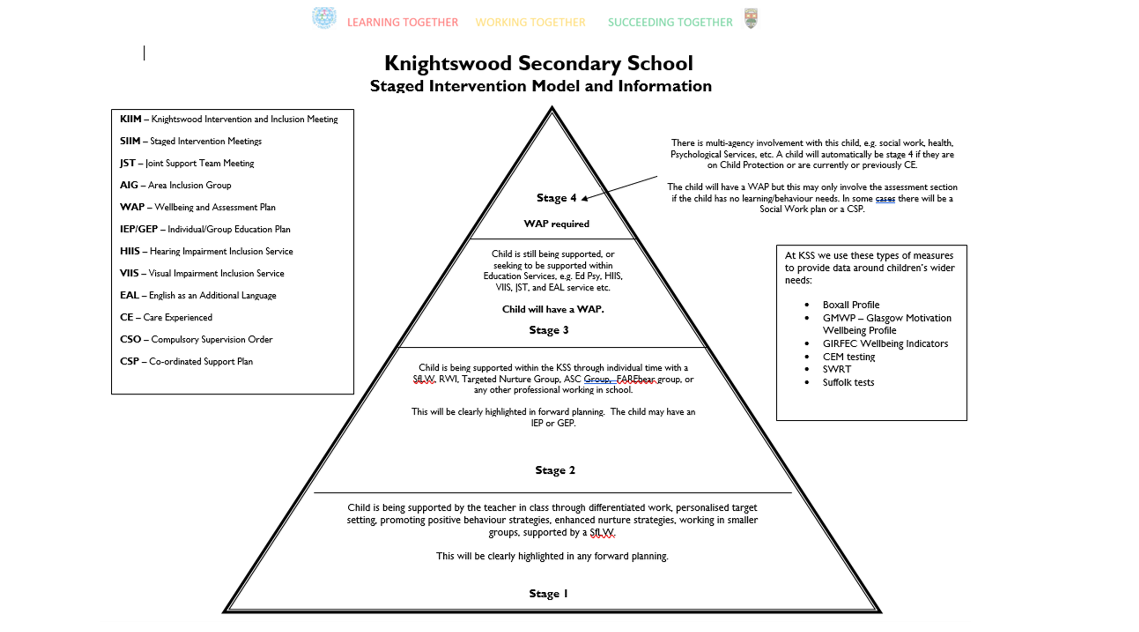 LEARNING TOGETHER WORKING TOGETHER SUCCEEDING TOGETHER
Knightswood Secondary School
Staged Intervention Model and Information
KIIM – Knightswood Intervention and Inclusion Meeting
SIIM – Staged Intervention Meetings
JST – Joint Support Team Meeting
AIG – Area Inclusion Group
WAP – Wellbeing and Assessment Plan
IEP/GEP – Individual/Group Education Plan
HIIS – Hearing Impairment Inclusion Service
VIIS – Visual Impairment Inclusion Service
EAL – English as an Additional Language
CE – Care Experienced
CSO – Compulsory Supervision Order
CSP – Co-ordinated Support Plan
There is multi-agency involvement with this child, e.g. social work, health,
Psychological Services, etc. A child will automatically be stage 4 if they are
on Child Protection or are currently or previously CE.
The child will have a WAP but this may only involve the assessment section
if the child has no learning/behaviour needs. In some cases there will be a
Social Work plan or a CSP.
Stage 4
WAP required
Child is still being supported, or
seeking to be supported within
Education Services, e.g. Ed Psy, HIIS,
VIIS, JST, and EAL service etc.
Child will have a WAP.
Stage 3
At KSS we use these types of measures
to provide data around children's wider
needs:
• Boxall Profile
• GMWP – Glasgow Motivation
Wellbeing Profile
• GIRFEC Wellbeing Indicators
• CEM testing
• SWRT
• Suffolk tests
Child is being supported within the KSS through individual time with a
SfLW, RWI, Targeted Nurture Group, ASC Group, FAREbear group, or
any other professional working in school.
This will be clearly highlighted in forward planning. The child may have an
IEP or GEP.
Stage 2
Child is being supported by the teacher in class through differentiated work, personalised target
setting, promoting positive behaviour strategies, enhanced nurture strategies, working in smaller
groups, supported by a SfLW.
This will be clearly highlighted in any forward planning.
Stage 1